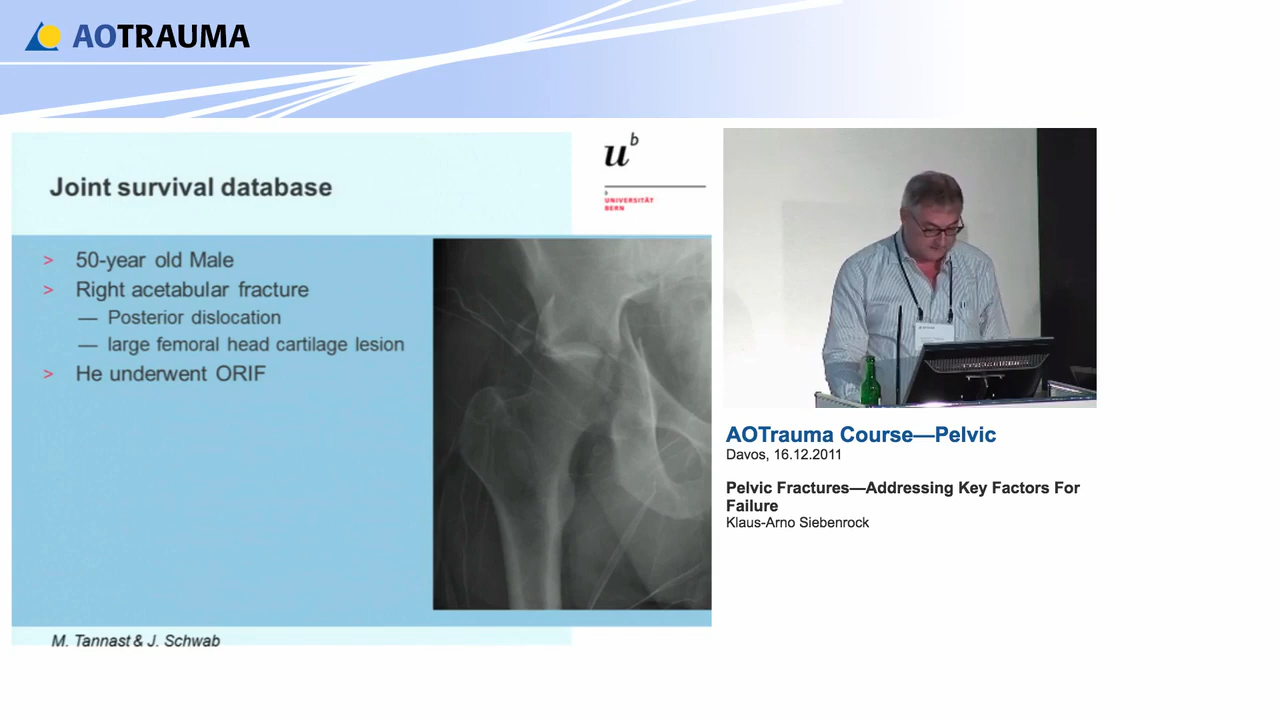 AOTRAUMA
Joint survival database
u^b
b
UNIVERSITÄT
BERN
> 50-year old Male
> Right acetabular fracture
— Posterior dislocation
— large femoral head cartilage lesion
> He underwent ORIF
M. Tannast & J. Schwab
AOTrauma Course—Pelvic
Davos, 16.12.2011
Pelvic Fractures—Addressing Key Factors For
Failure
Klaus-Arno Siebenrock